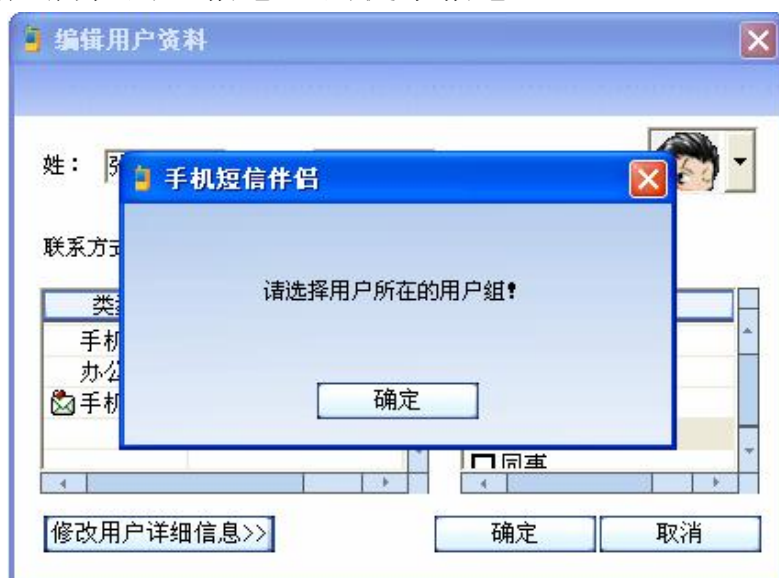 编辑用户资料
姓：
手机短信伴侣
联系方式
请选择用户所在的用户组!
类
手机
办公
手机
确定
同事
修改用户详细信息>>
确定
取消